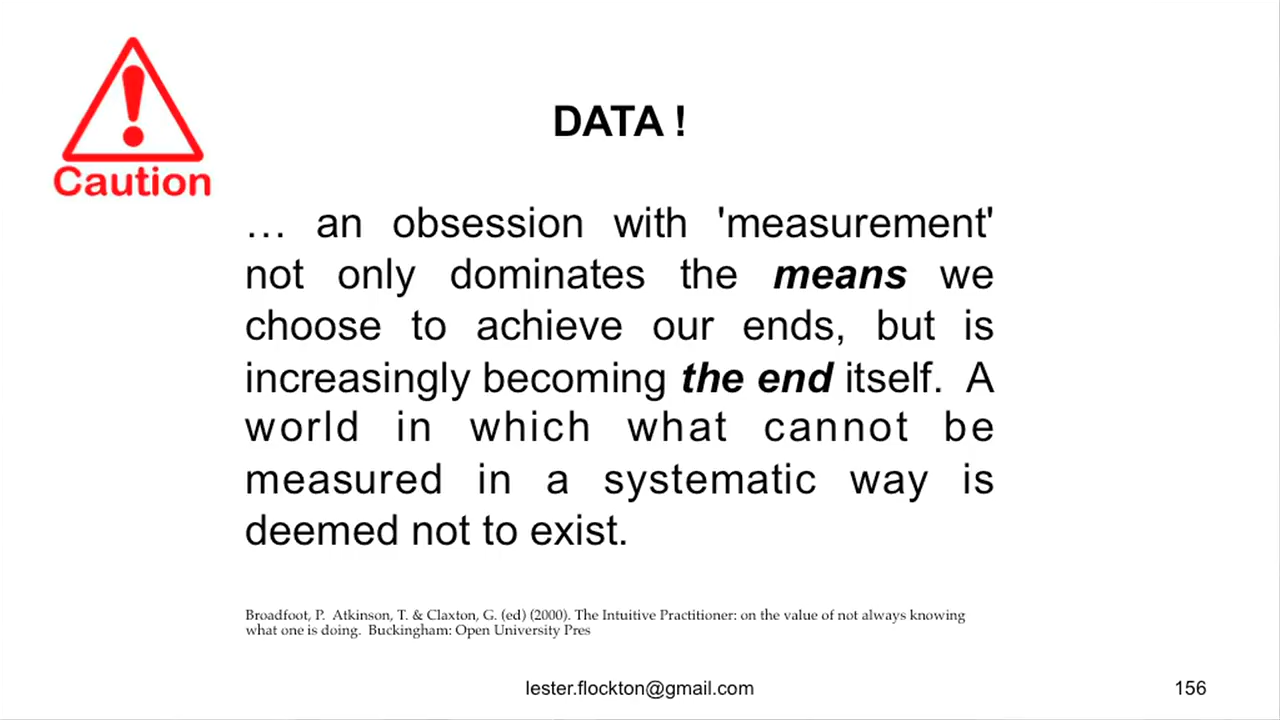 Caution
DATA !
… an obsession with 'measurement'
not only dominates the means we
choose to achieve our ends, but is
increasingly becoming the end itself.  A
world in which what cannot be
measured in a systematic way is
deemed not to exist.
Broadfoot, P.  Atkinson, T. & Claxton, G. (ed) (2000). The Intuitive Practitioner: on the value of not always knowing
what one is doing.  Buckingham: Open University Pres
lester.flockton@gmail.com
156